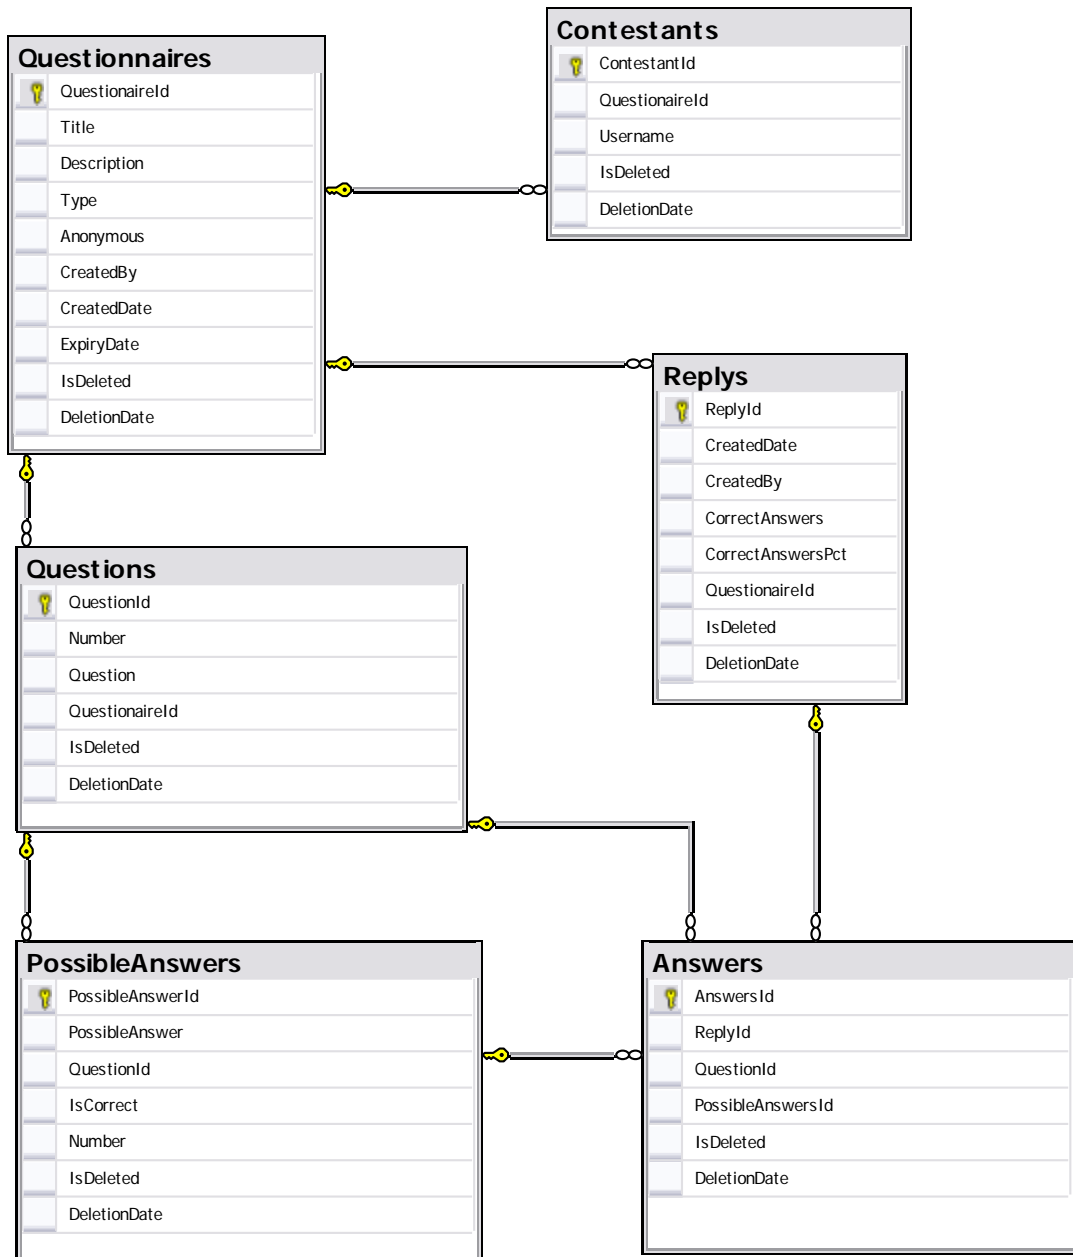 Questionnaires
QuestionaireId
Title
Description
Type
Anonymous
CreatedBy
CreatedDate
ExpiryDate
IsDeleted
DeletionDate
Contestants
ContestantId
QuestionaireId
Username
IsDeleted
DeletionDate
Replys
ReplyId
CreatedDate
CreatedBy
CorrectAnswers
CorrectAnswersPct
QuestionaireId
IsDeleted
DeletionDate
Questions
QuestionId
Number
Question
QuestionaireId
IsDeleted
DeletionDate
PossibleAnswers
PossibleAnswerId
PossibleAnswer
QuestionId
IsCorrect
Number
IsDeleted
DeletionDate
Answers
AnswersId
ReplyId
QuestionId
PossibleAnswersId
IsDeleted
DeletionDate